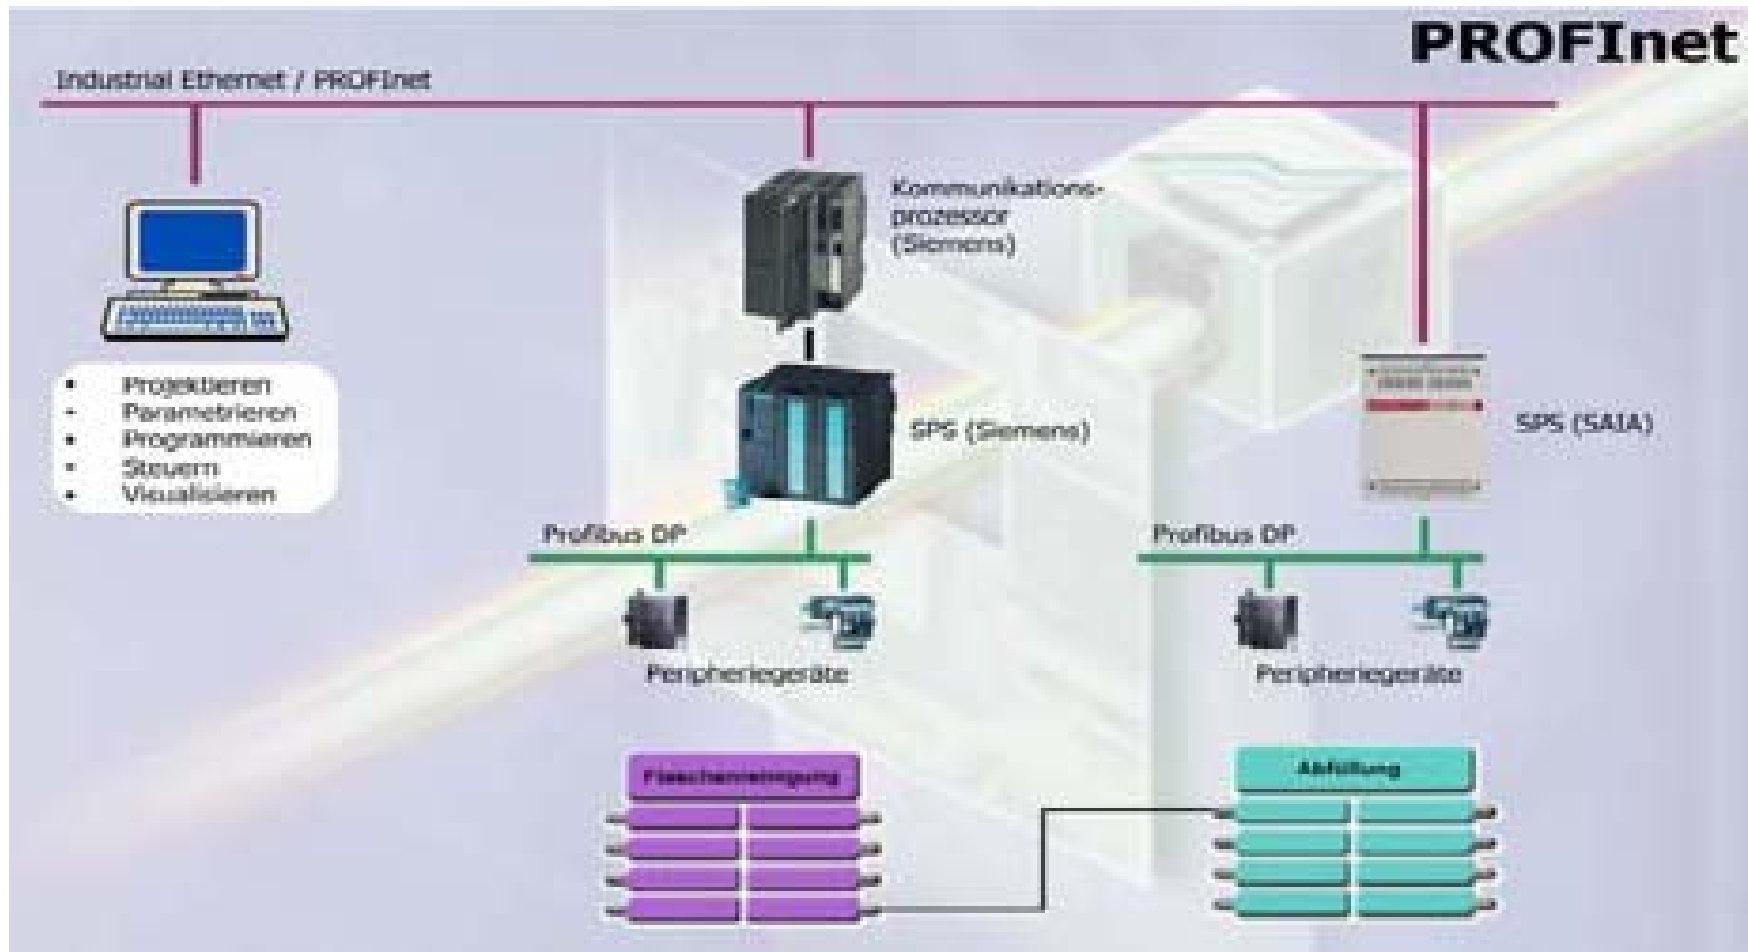 PROFInet
Industrial Ethernet / PROFInet
Kommunikations-
prozessor
(Siemens)
• Projektieren
• Parametrieren
• Programmieren
• Steuern
• Visualisieren
SPS (Siemens)
SPS (SAIA)
Profibus DP
Profibus DP
Peripheriegeräte
Peripheriegeräte
Flaschenreinigung
Abfüllung